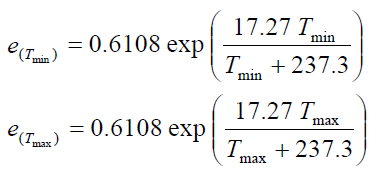 e(Tmin) = 0.6108 exp(17.27 Tmin / Tmin + 237.3)
e(Tmax) = 0.6108 exp(17.27 Tmax / Tmax + 237.3)